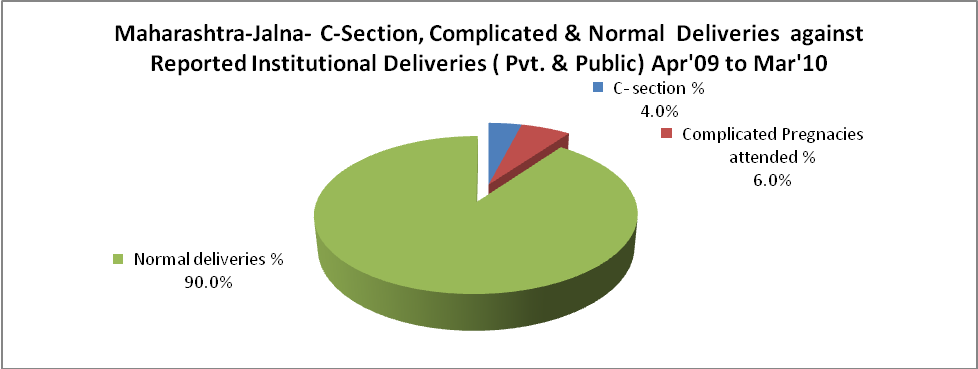 Maharashtra-Jalna- C-Section, Complicated & Normal Deliveries against
Reported Institutional Deliveries ( Pvt. & Public) Apr'09 to Mar'10
C-section %
4.0%
Complicated Pregnacies
attended %
6.0%
Normal deliveries %
90.0%